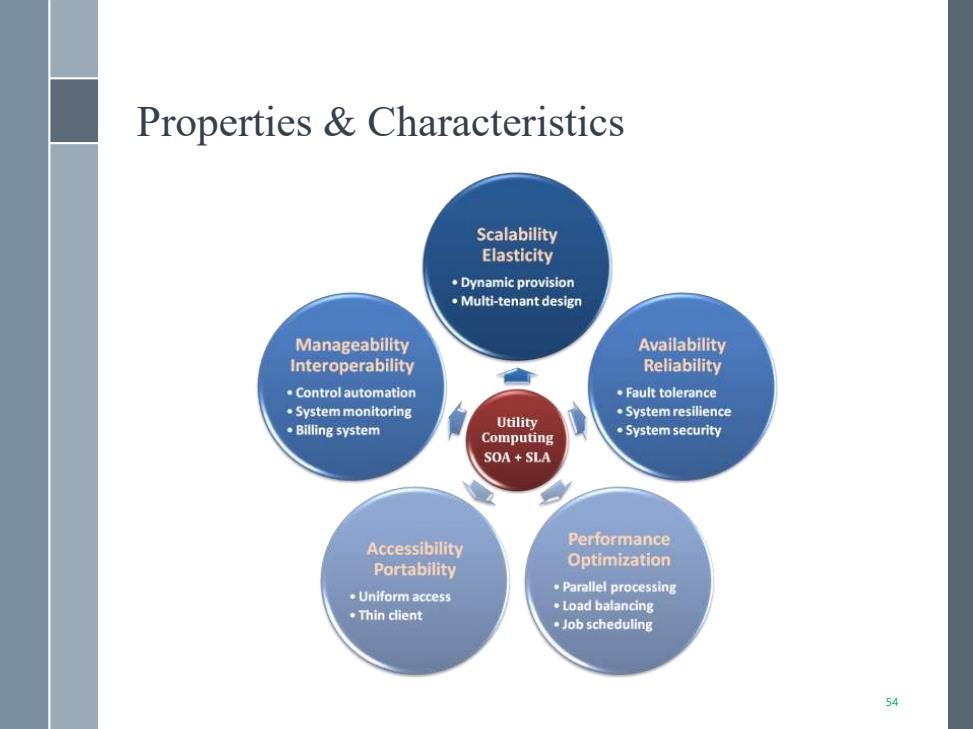 Properties & Characteristics
Scalability
Elasticity
• Dynamic provision
• Multi-tenant design
Manageability
Interoperability
• Control automation
• System monitoring
• Billing system
Availability
Reliability
• Fault tolerance
• System resilience
• System security
Utility
Computing
SOA + SLA
Accessibility
Portability
• Uniform access
• Thin client
Performance
Optimization
• Parallel processing
• Load balancing
• Job scheduling
54